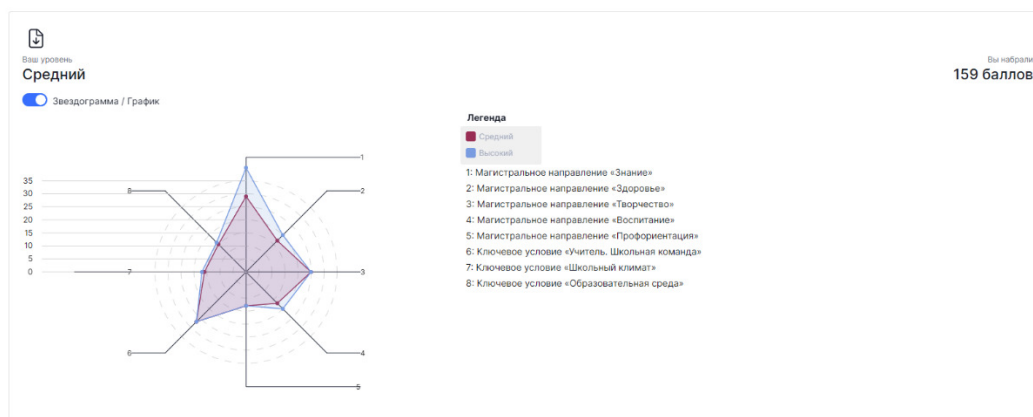 Ваш уровень
Средний
Вы набрали
159 баллов
Звездограмма / График
Легенда
Средний
Высокий
1: Магистральное направление «Знание»
2: Магистральное направление «Здоровье»
3: Магистральное направление «Творчество»
4: Магистральное направление «Воспитание»
5: Магистральное направление «Профориентация»
6: Ключевое условие «Учитель. Школьная команда»
7: Ключевое условие «Школьный климат»
8: Ключевое условие «Образовательная среда»
1
8
2
35
30
25
20
15
10
5
0
7
3
6
4
5